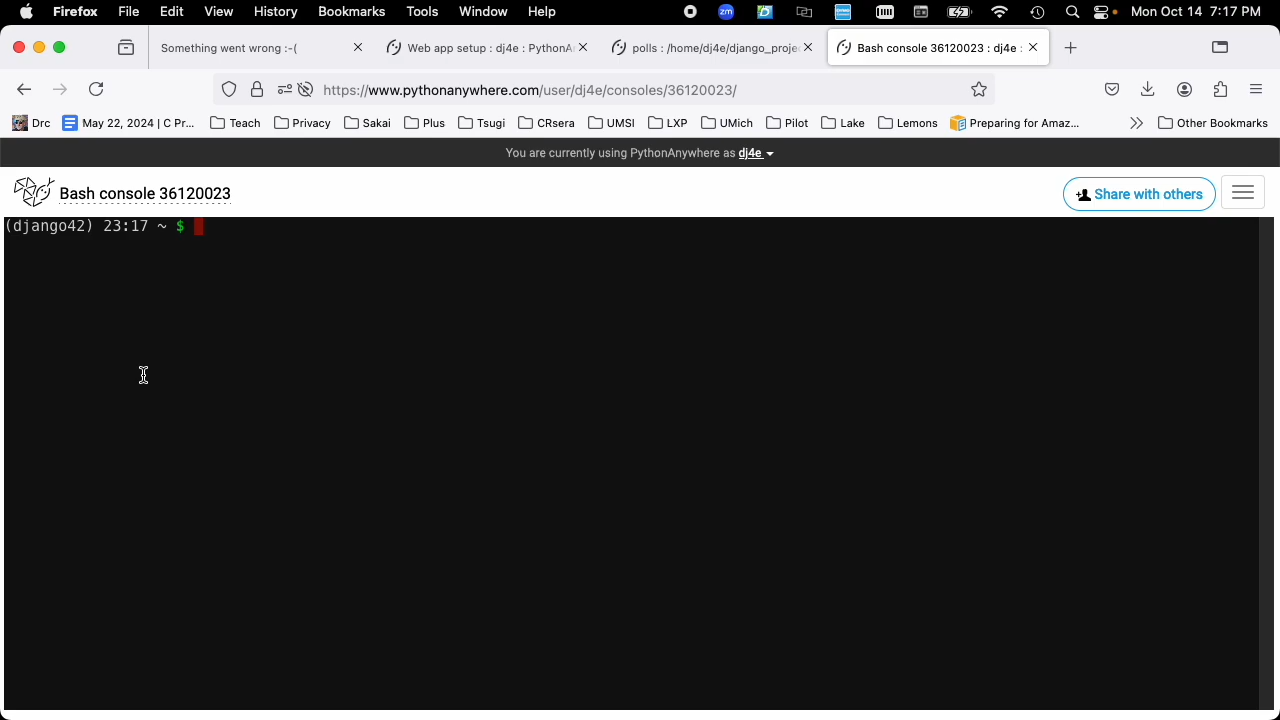 Firefox File Edit View History Bookmarks Tools Window Help zm Mon Oct 14 7:17 PM
Something went wrong :-( Web app setup : dj4e : PythonA polls : /home/dj4e/django_proje Bash console 36120023 : dj4e :
https://www.pythonanywhere.com/user/dj4e/consoles/36120023/
Drc May 22, 2024 | C Pr... Teach Privacy Sakai Plus Tsugi CRsera UMSI LXP UMich Pilot Lake Lemons Preparing for Amaz... Other Bookmarks
You are currently using PythonAnywhere as dj4e
Bash console 36120023 Share with others
(django42) 23:17 ~ $